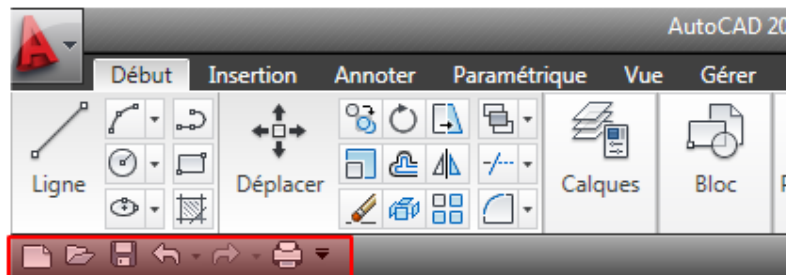 AutoCAD 20
Début Insertion Annoter Paramétrique Vue Gérer
Ligne Déplacer Calques Bloc